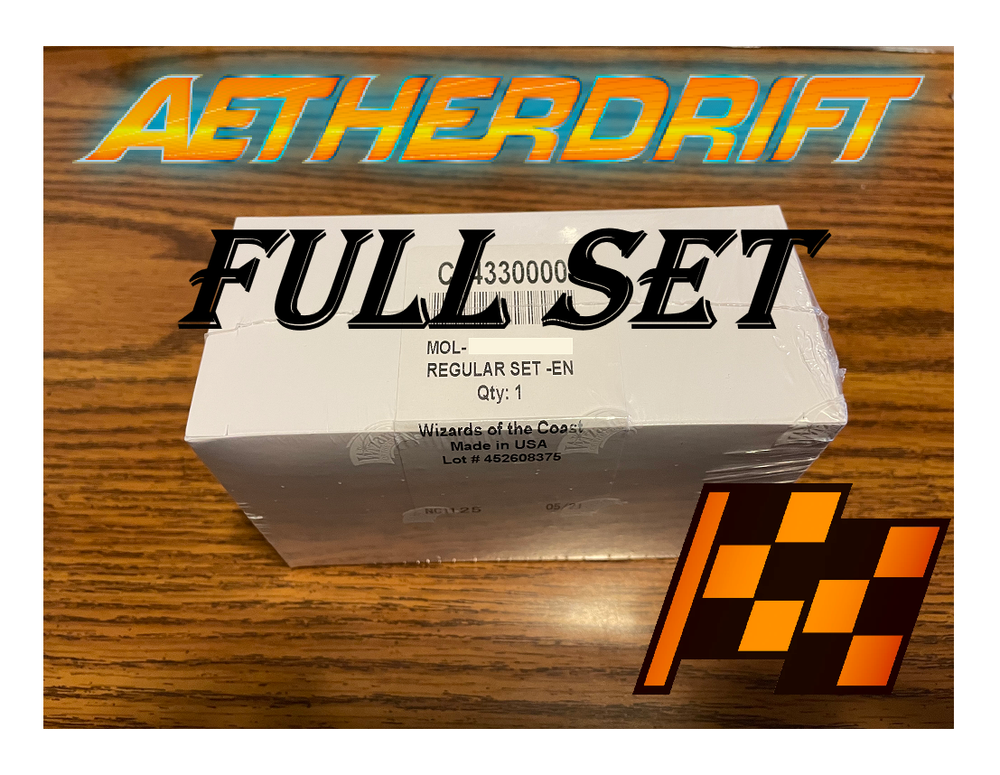 AETHERDRIFT
FULL SET
MOL-
REGULAR SET -EN
Qty: 1
Wizards of the Coast
Made in USA
Lot # 452608375